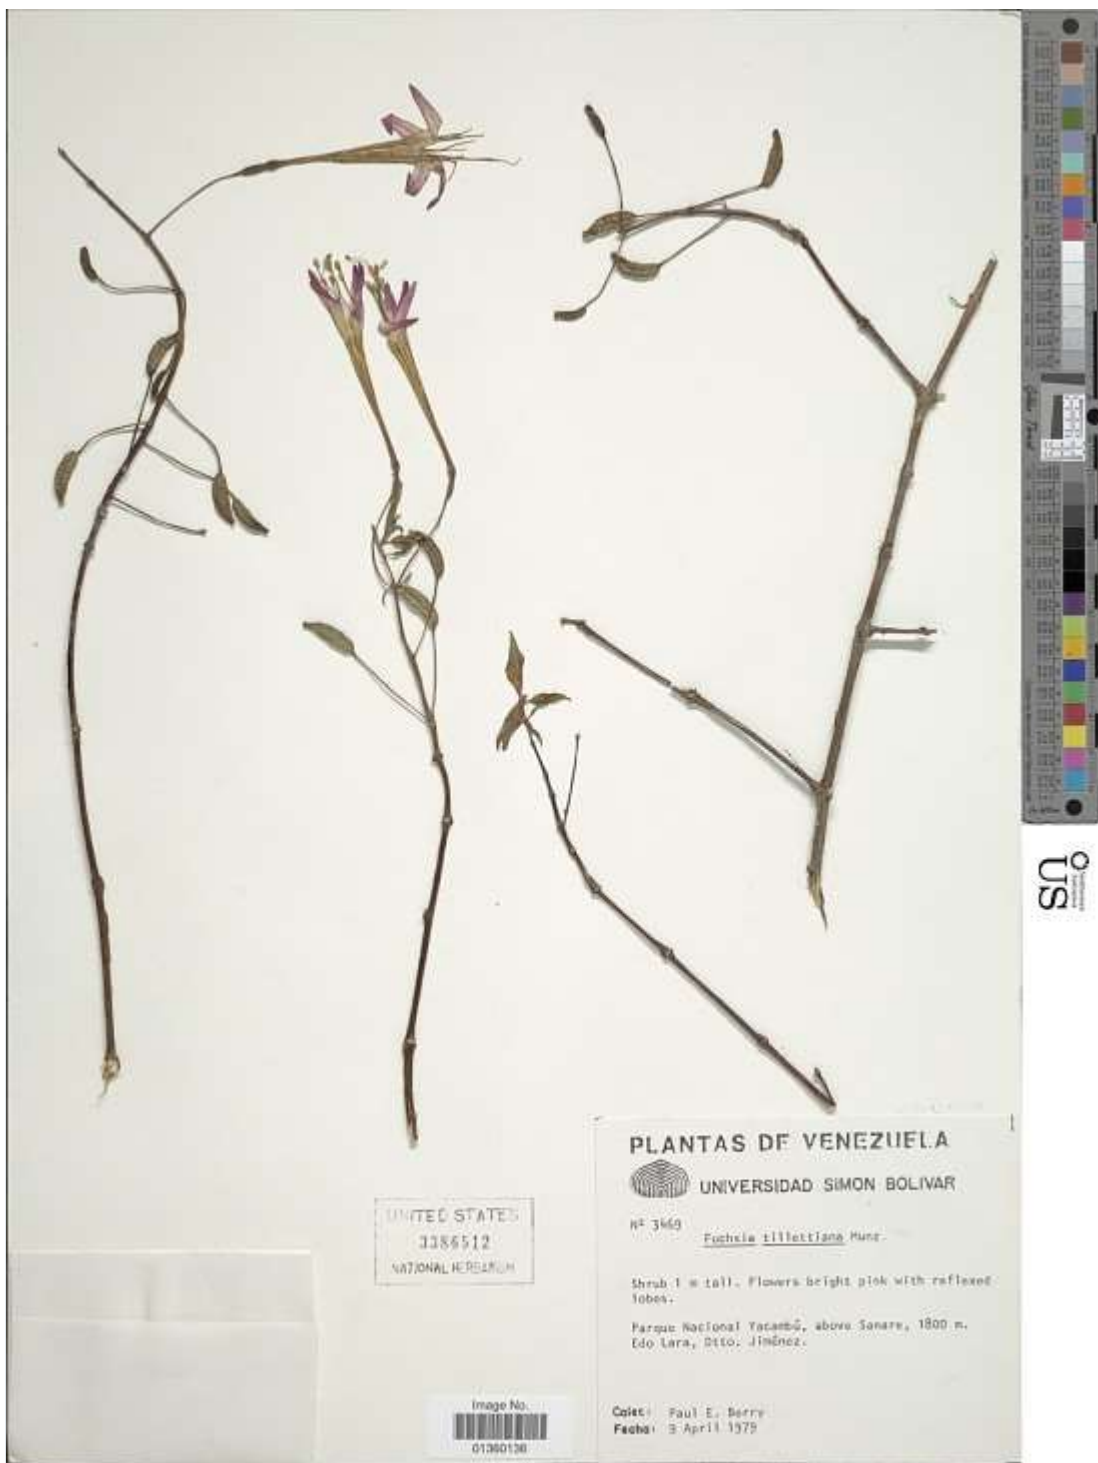 US
PLANTAS DE VENEZUELA
UNIVERSIDAD SIMON BOLIVAR
Nº 3469
Fuchsia tillettiana Munz
Shrub 1 m tall. Flowers bright pink with reflexed
lobes.
Parque Nacional Yacambú, above Sanare, 1800 m.
Edo Lara, Dtto. Jiménez.
Colec: Paul E. Berry
Fecha: 9 April 1979
UNITED STATES
3386512
NATIONAL HERBARIUM
Image No.
01360136